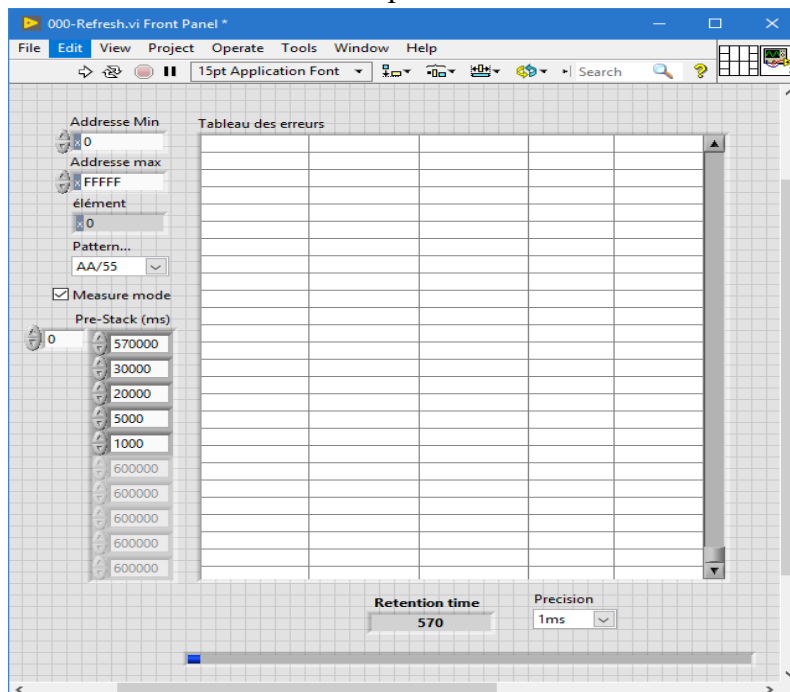 000-Refresh.vi Front Panel *
File Edit View Project Operate Tools Window Help
15pt Application Font Search
Addresse Min
0
Addresse max
FFFFF
élément
0
Pattern...
AA/55
Measure mode
Pre-Stack (ms)
0
570000
30000
20000
5000
1000
600000
600000
600000
600000
600000
Tableau des erreurs
Retention time
570
Precision
1ms